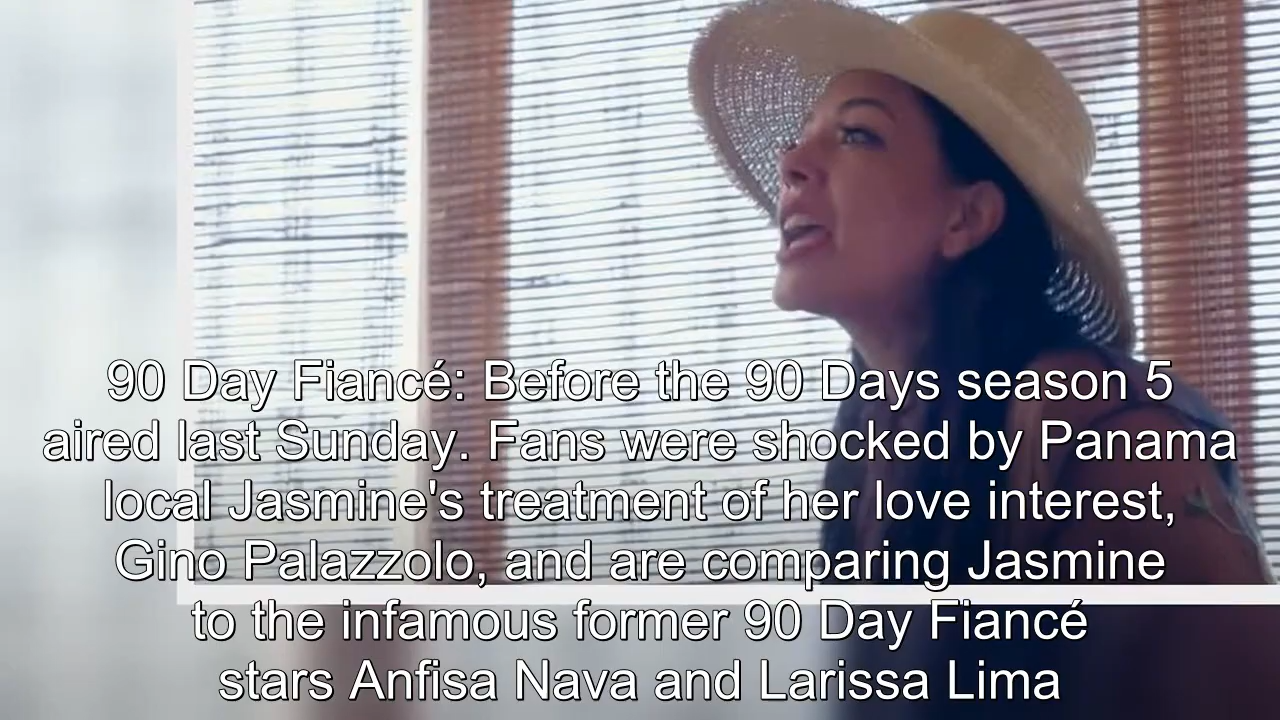 90 Day Fiancé: Before the 90 Days season 5
aired last Sunday. Fans were shocked by Panama
local Jasmine's treatment of her love interest,
Gino Palazzolo, and are comparing Jasmine
to the infamous former 90 Day Fiancé
stars Anfisa Nava and Larissa Lima